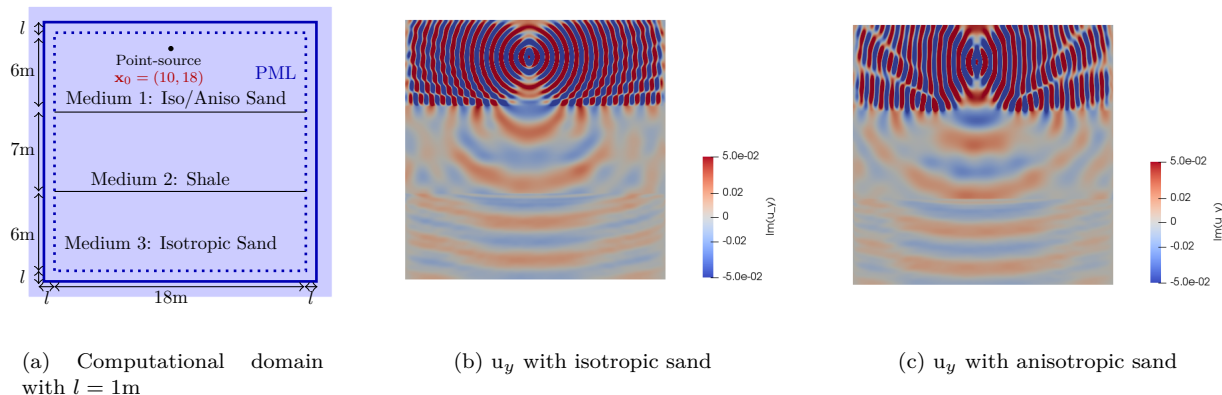 l
6m
7m
6m
l
Point-source
x₀ = (10, 18)
PML
Medium 1: Iso/Aniso Sand
Medium 2: Shale
Medium 3: Isotropic Sand
l
18m
l
(a) Computational domain
with l = 1m
5.0e-02
0.02
0
-0.02
-5.0e-02
Im(u_y)
(b) uy with isotropic sand
5.0e-02
0.02
0
-0.02
-5.0e-02
Im(u_y)
(c) uy with anisotropic sand